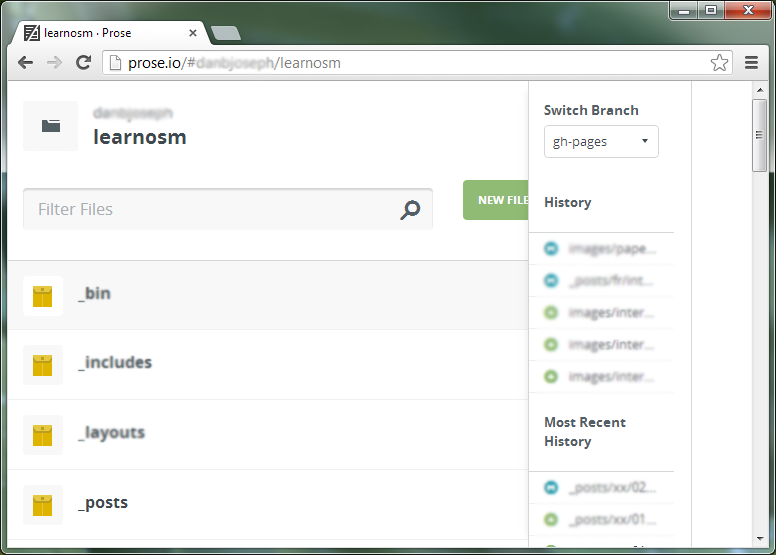 learnosm · Prose
prose.io/#danbjoseph/learnosm
danbjoseph
learnosm
Filter Files
NEW FILE
_bin
_includes
_layouts
_posts
Switch Branch
gh-pages
History
images/pape...
_posts/fr/int...
images/inter...
images/inter...
images/inter...
Most Recent
History
_posts/xx/02...
_posts/xx/01...